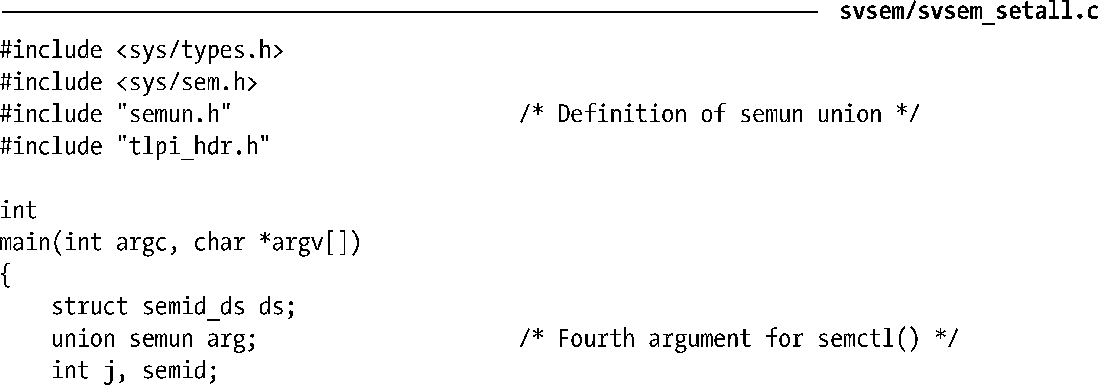 svsem/svsem_setall.c
#include <sys/types.h>
#include <sys/sem.h>
#include "semun.h" /* Definition of semun union */
#include "tlpi_hdr.h"
int
main(int argc, char *argv[])
{
struct semid_ds ds;
union semun arg; /* Fourth argument for semctl() */
int j, semid;